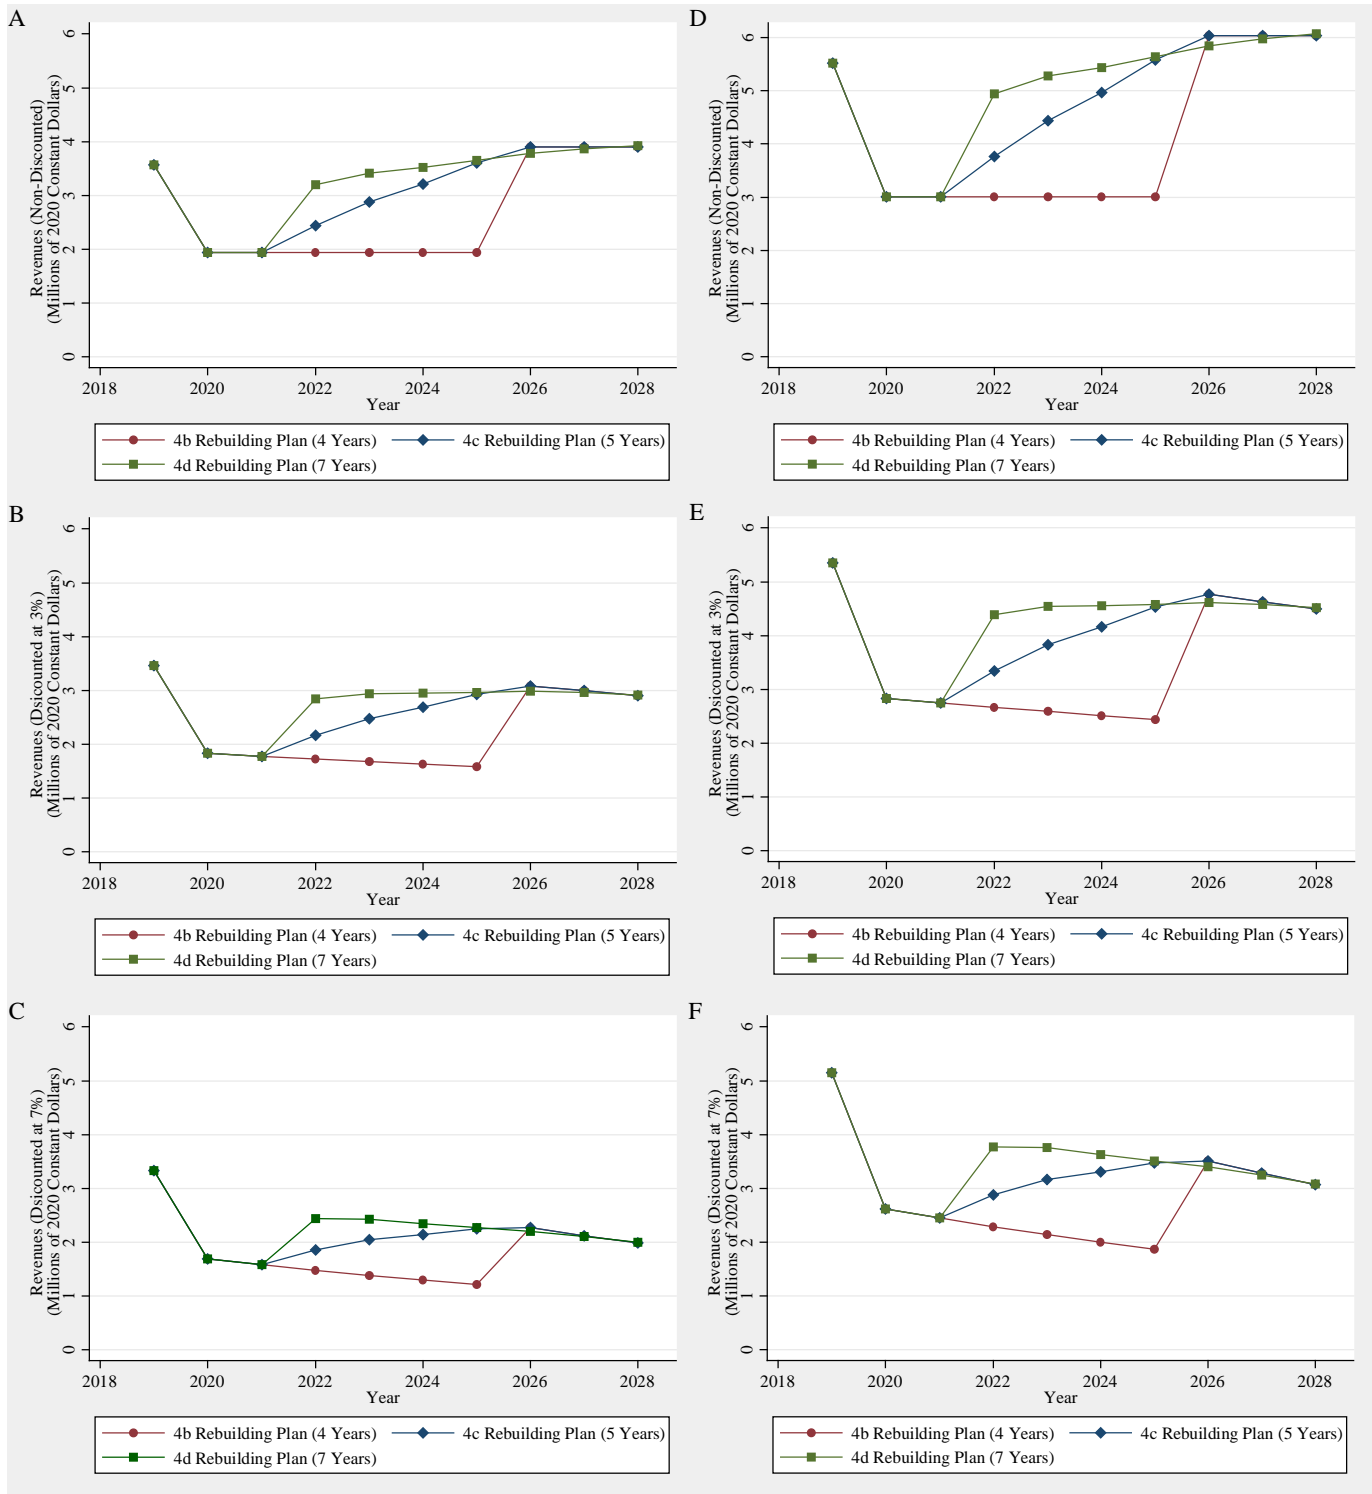 A
Revenues (Non-Discounted)
(Millions of 2020 Constant Dollars)
6
5
4
3
2
1
0
2018 2020 2022 2024 2026 2028
Year
4b Rebuilding Plan (4 Years) 4c Rebuilding Plan (5 Years)
4d Rebuilding Plan (7 Years)
D
Revenues (Non-Discounted)
(Millions of 2020 Constant Dollars)
6
5
4
3
2
1
0
2018 2020 2022 2024 2026 2028
Year
4b Rebuilding Plan (4 Years) 4c Rebuilding Plan (5 Years)
4d Rebuilding Plan (7 Years)
B
Revenues (Dsicounted at 3%)
(Millions of 2020 Constant Dollars)
6
5
4
3
2
1
0
2018 2020 2022 2024 2026 2028
Year
4b Rebuilding Plan (4 Years) 4c Rebuilding Plan (5 Years)
4d Rebuilding Plan (7 Years)
E
Revenues (Dsicounted at 3%)
(Millions of 2020 Constant Dollars)
6
5
4
3
2
1
0
2018 2020 2022 2024 2026 2028
Year
4b Rebuilding Plan (4 Years) 4c Rebuilding Plan (5 Years)
4d Rebuilding Plan (7 Years)
C
Revenues (Dsicounted at 7%)
(Millions of 2020 Constant Dollars)
6
5
4
3
2
1
0
2018 2020 2022 2024 2026 2028
Year
4b Rebuilding Plan (4 Years) 4c Rebuilding Plan (5 Years)
4d Rebuilding Plan (7 Years)
F
Revenues (Dsicounted at 7%)
(Millions of 2020 Constant Dollars)
6
5
4
3
2
1
0
2018 2020 2022 2024 2026 2028
Year
4b Rebuilding Plan (4 Years) 4c Rebuilding Plan (5 Years)
4d Rebuilding Plan (7 Years)